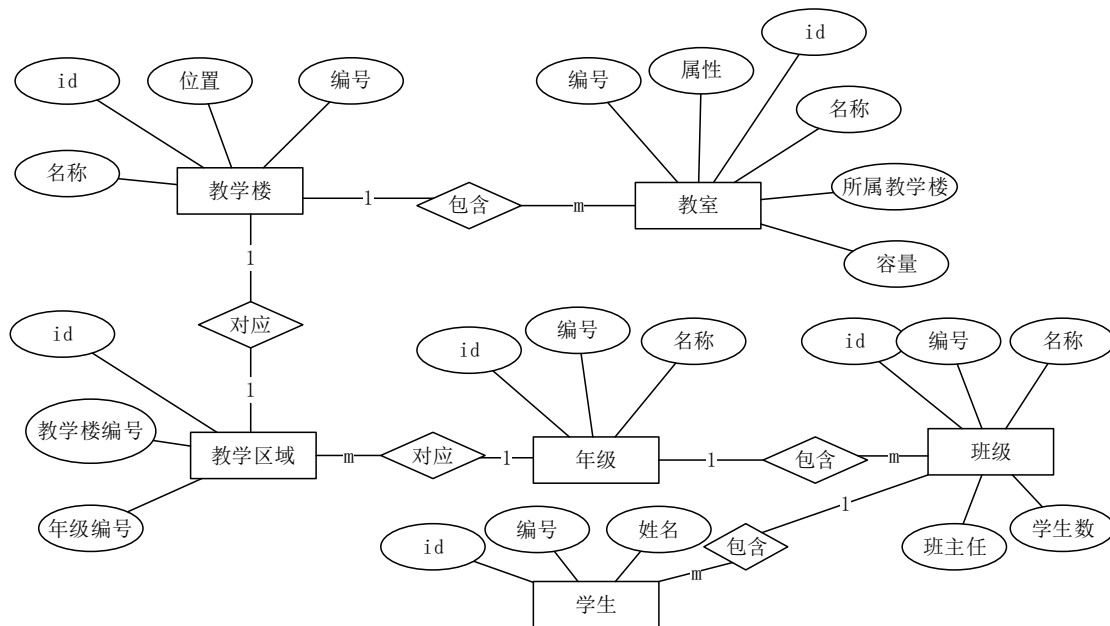 id
位置
编号
名称
教学楼
1
包含
m
编号
属性
id
名称
所属教学楼
容量
教室
1
对应
1
id
教学楼编号
年级编号
教学区域
m
对应
1
id
编号
名称
年级
1
包含
m
id
编号
名称
班级
班主任
学生数
1
包含
m
id
编号
姓名
学生